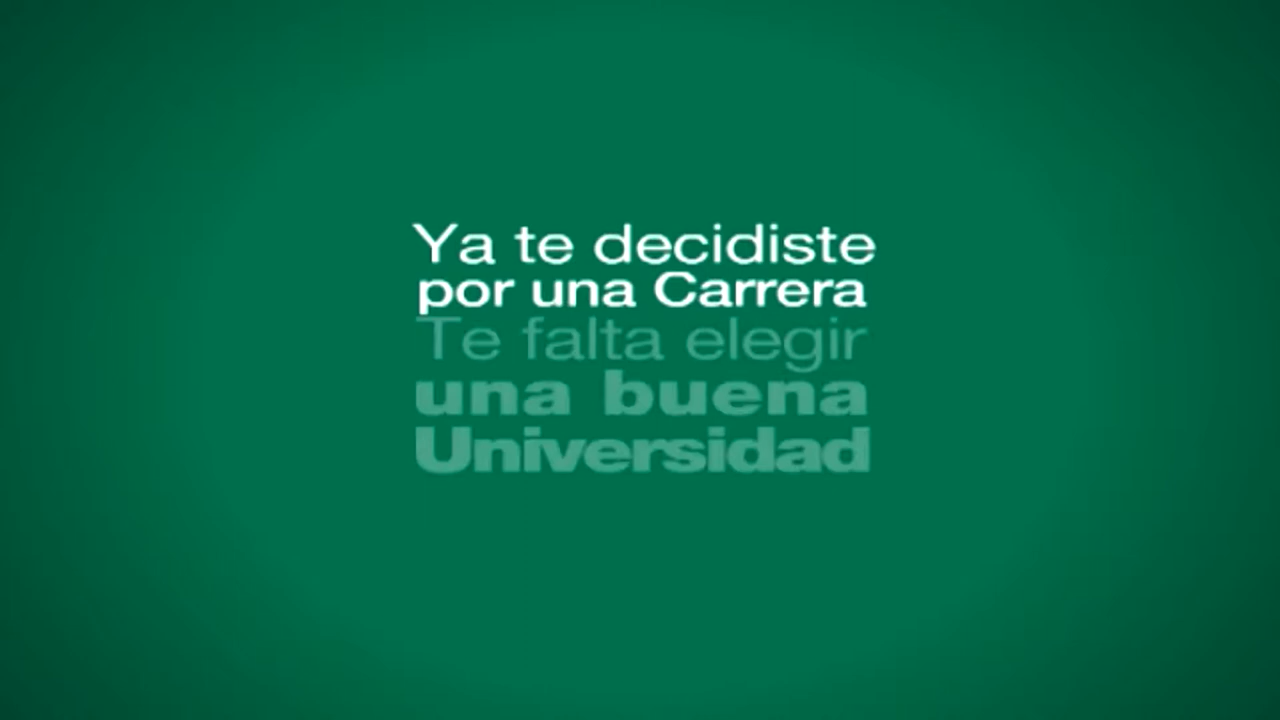 Ya te decidiste
por una Carrera
Te falta elegir
una buena
Universidad